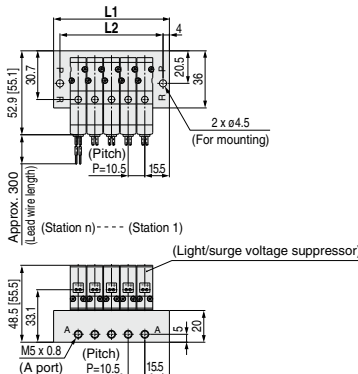 L1
L2
4
30.7
52.9 [55.1]
P
R
P
R
20.5
36
2 x ø4.5
(For mounting)
(Pitch)
P=10.5
15.5
Approx. 300
(Lead wire length)
(Station n)---- (Station 1)
(Light/surge voltage suppressor)
48.5 [55.5]
33.1
A
A
5
20
M5 x 0.8
(A port)
(Pitch)
P=10.5
15.5